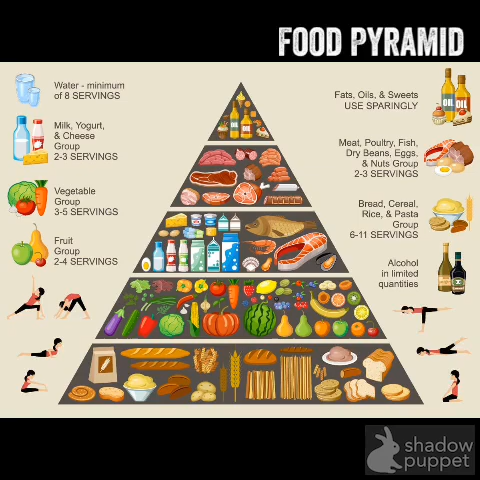 FOOD PYRAMID
Water - minimum
of 8 SERVINGS
Milk, Yogurt,
& Cheese
Group
2-3 SERVINGS
Vegetable
Group
3-5 SERVINGS
Fruit
Group
2-4 SERVINGS
Fats, Oils, & Sweets
USE SPARINGLY
OIL
OIL
Meat, Poultry, Fish,
Dry Beans, Eggs,
& Nuts Group
2-3 SERVINGS
Bread, Cereal,
Rice, & Pasta
Group
6-11 SERVINGS
Alcohol
in limited
quantities
shadow
puppet